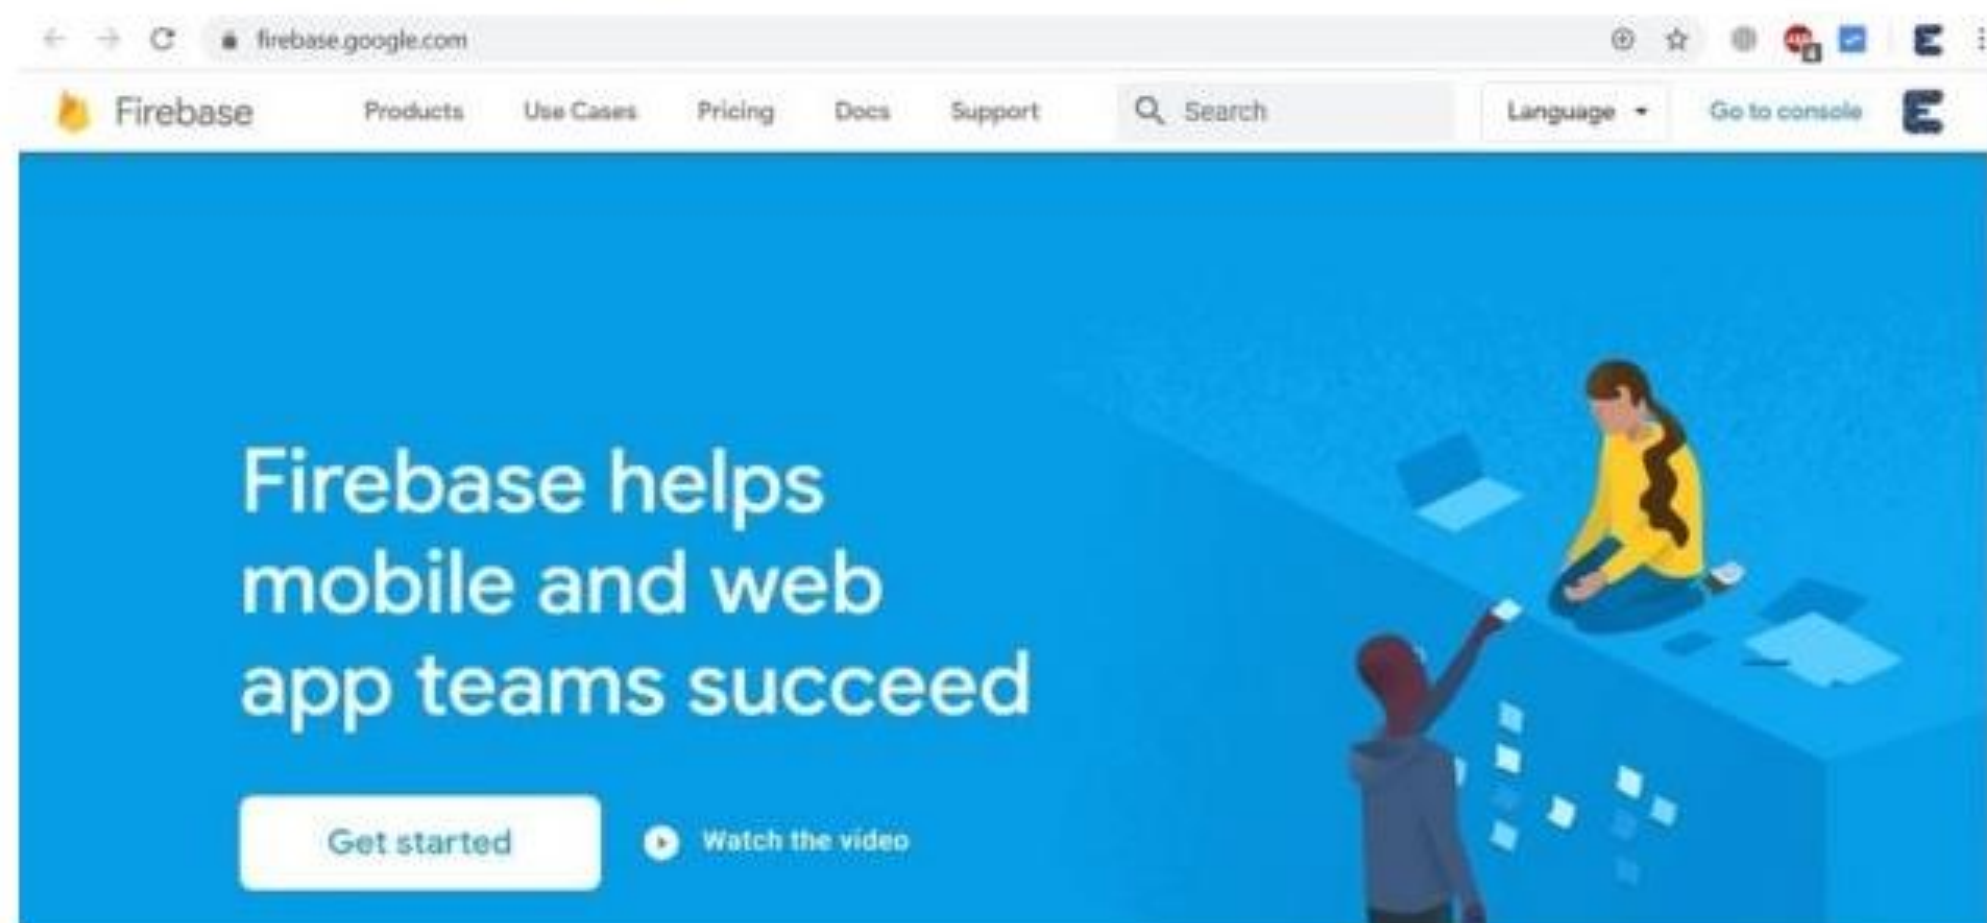 firebase.google.com
Firebase Products Use Cases Pricing Docs Support Search Language Go to console E
Firebase helps
mobile and web
app teams succeed
Get started Watch the video